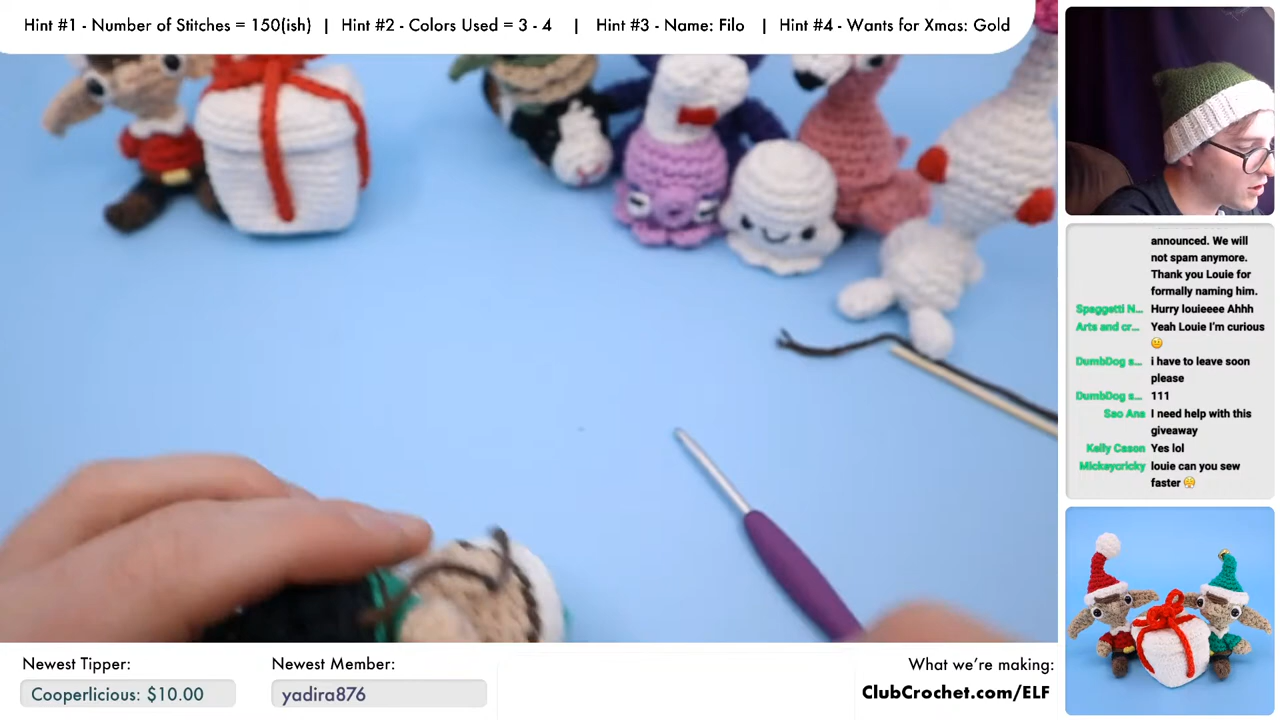 Hint #1 - Number of Stitches = 150(ish) | Hint #2 - Colors Used = 3 - 4 | Hint #3 - Name: Filo | Hint #4 - Wants for Xmas: Gold
announced. We will
not spam anymore.
Thank you Louie for
formally naming him.
Spaggetti N... Hurry louieeee Ahhh
Arts and cr... Yeah Louie I'm curious
😐
DumbDog s... i have to leave soon
please
DumbDog s... 111
Sao Ana I need help with this
giveaway
Kelly Cason Yes lol
Mickeycricky louie can you sew
faster 😤
Newest Tipper:
Cooperlicious: $10.00
Newest Member:
yadira876
What we're making:
ClubCrochet.com/ELF